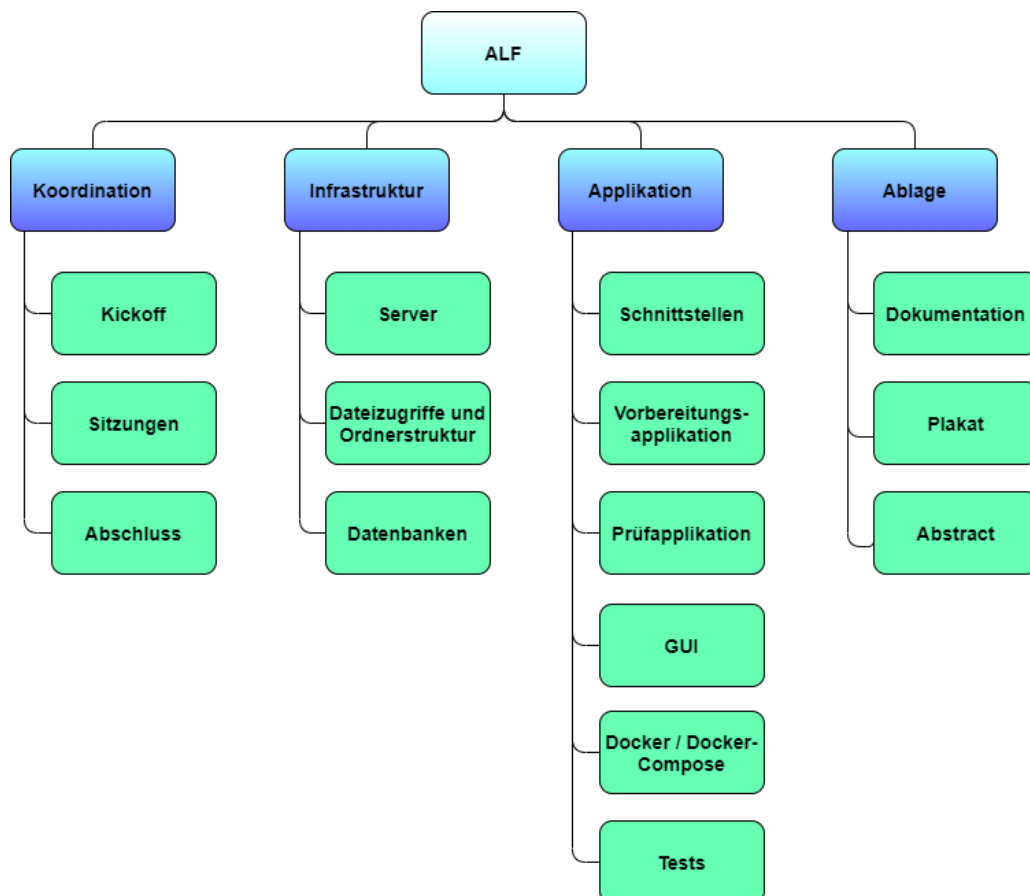 ALF
Koordination
Infrastruktur
Applikation
Ablage
Kickoff
Server
Schnittstellen
Dokumentation
Sitzungen
Dateizugriffe und
Ordnerstruktur
Vorbereitungs-
applikation
Plakat
Abschluss
Datenbanken
Prüfapplikation
Abstract
GUI
Docker / Docker-
Compose
Tests